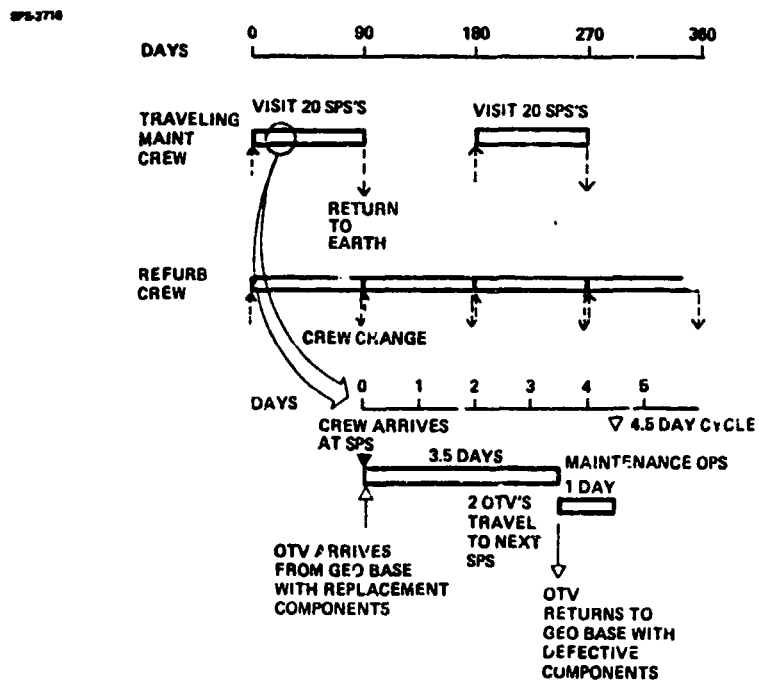 SPS-2716
0 90 180 270 360
DAYS
VISIT 20 SPS'S VISIT 20 SPS'S
TRAVELING
MAINT
CREW
RETURN
TO
EARTH
REFURB
CREW
CREW CHANGE
0 1 2 3 4 5
DAYS
CREW ARRIVES
AT SPS
4.5 DAY CYCLE
3.5 DAYS
MAINTENANCE OPS
1 DAY
2 OTV'S
TRAVEL
TO NEXT
SPS
OTV ARRIVES
FROM GEO BASE
WITH REPLACEMENT
COMPONENTS
OTV
RETURNS TO
GEO BASE WITH
DEFECTIVE
COMPONENTS